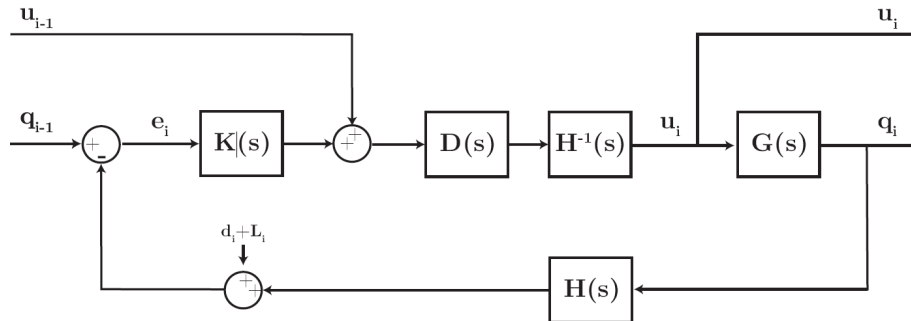 u_{i-1}
u_i
q_{i-1}
+
-
e_i
K|(s)
+
+
D(s)
H^{-1}(s)
u_i
G(s)
q_i
d_i+L_i
+
+
H(s)